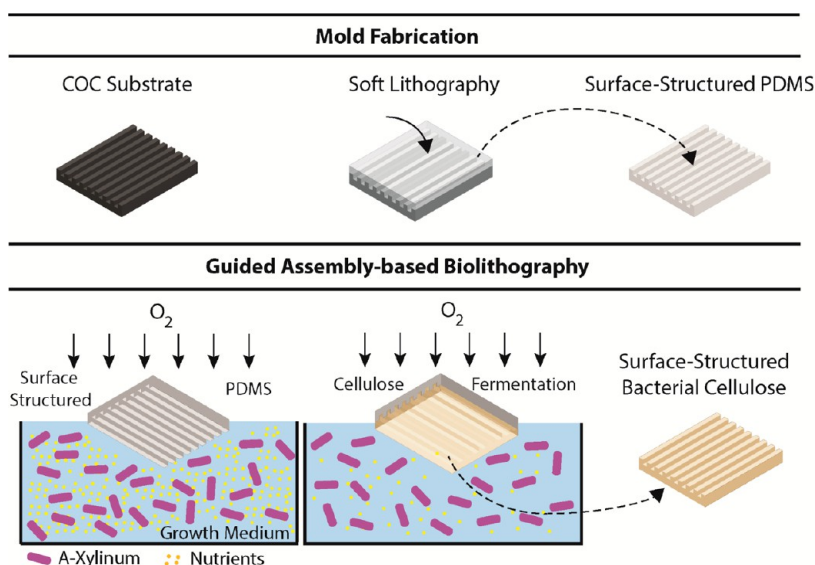 Mold Fabrication
COC Substrate
Soft Lithography
Surface-Structured PDMS
Guided Assembly-based Biolithography
O2
Surface
Structured
PDMS
Growth Medium
A-Xylinum
Nutrients
O2
Cellulose
Fermentation
Surface-Structured
Bacterial Cellulose